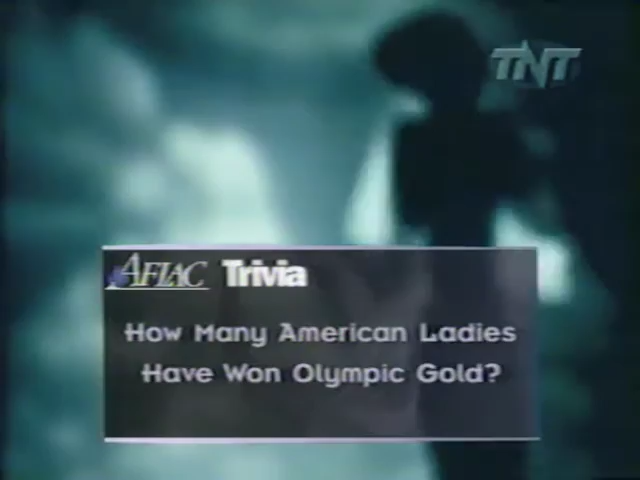 TNT
AFLAC Trivia
How Many American Ladies
Have Won Olympic Gold?